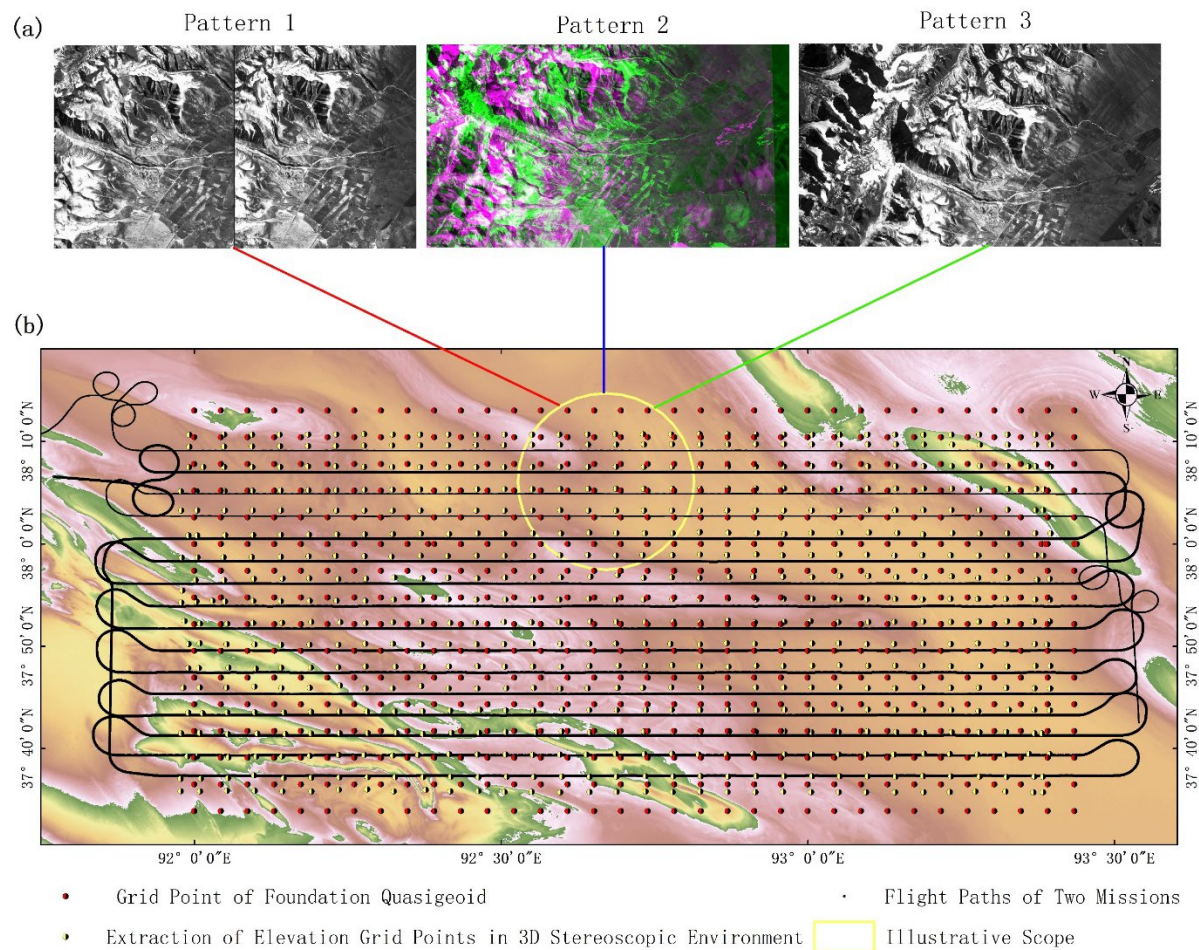 (a)
Pattern 1
Pattern 2
Pattern 3
(b)
N
W E
S
38° 10′ 0″N
38° 0′ 0″N
37° 50′ 0″N
37° 40′ 0″N
38° 10′ 0″N
38° 0′ 0″N
37° 50′ 0″N
37° 40′ 0″N
92° 0′ 0″E
92° 30′ 0″E
93° 0′ 0″E
93° 30′ 0″E
Grid Point of Foundation Quasigeoid
Flight Paths of Two Missions
Extraction of Elevation Grid Points in 3D Stereoscopic Environment
Illustrative Scope